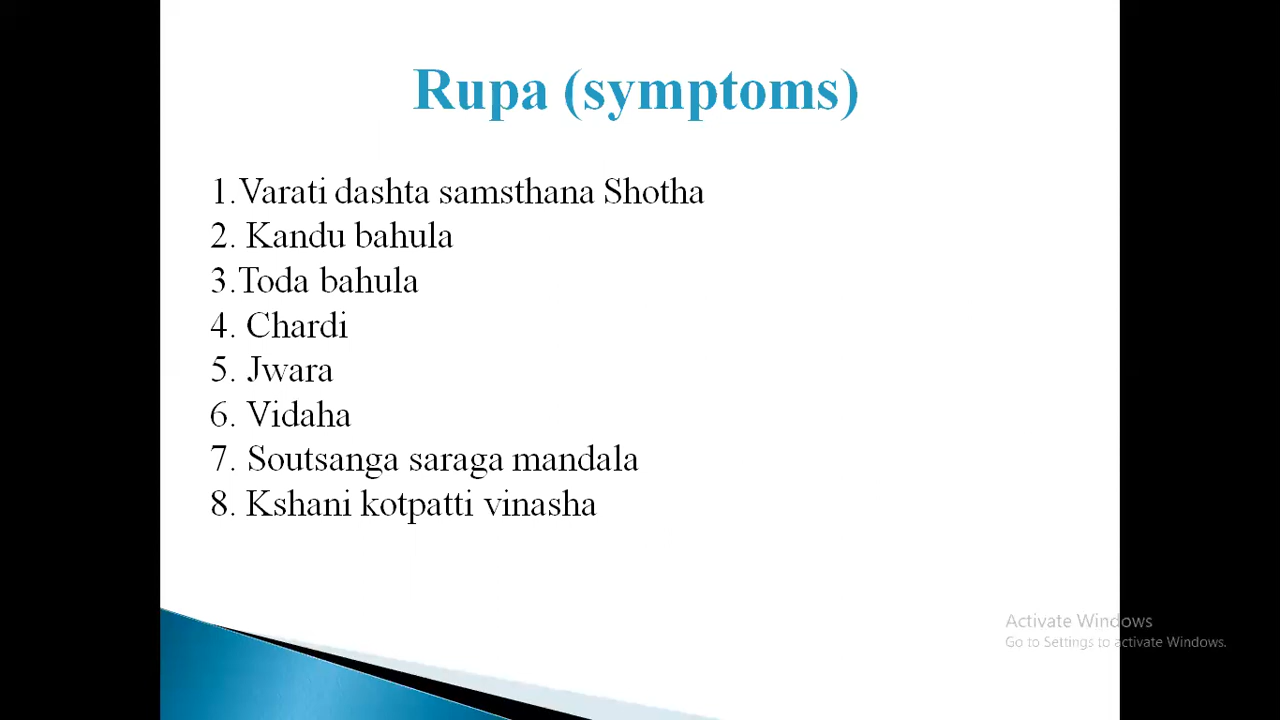 Rupa (symptoms)
1.Varati dashta samsthana Shotha
2. Kandu bahula
3.Toda bahula
4. Chardi
5. Jwara
6. Vidaha
7. Soutsanga saraga mandala
8. Kshani kotpatti vinasha
Activate Windows
Go to Settings to activate Windows.